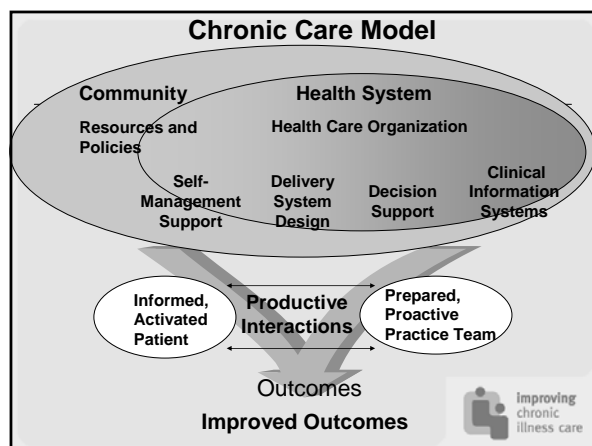 Chronic Care Model
Community
Health System
Resources and
Policies
Health Care Organization
Self-
Management
Support
Delivery
System
Design
Decision
Support
Clinical
Information
Systems
Informed,
Activated
Patient
Productive
Interactions
Prepared,
Proactive
Practice Team
Outcomes
Improved Outcomes
improving
chronic
illness care